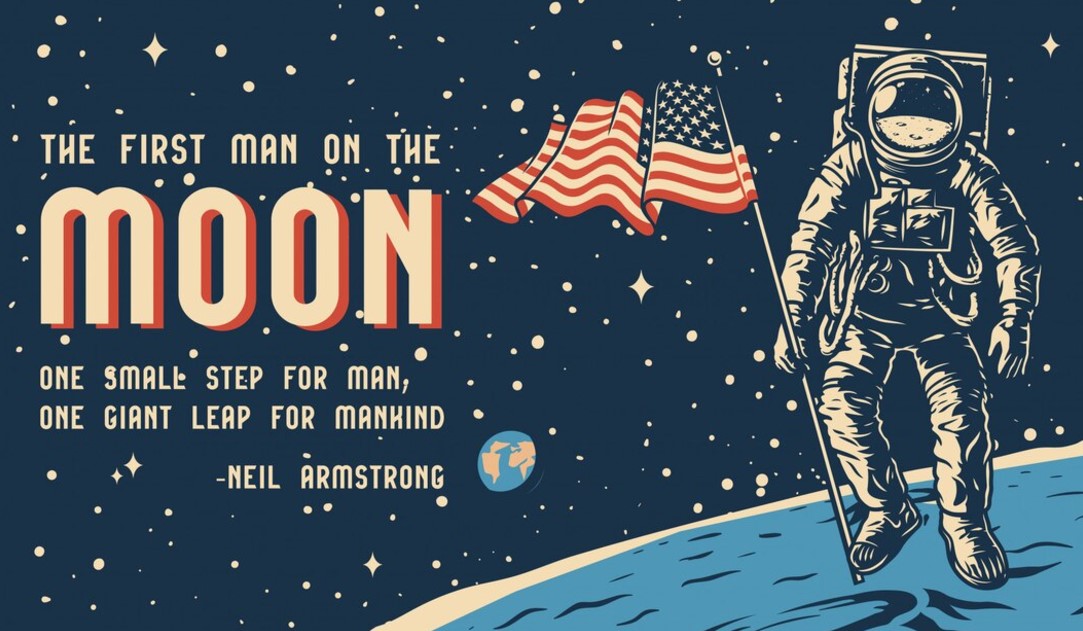 THE FIRST MAN ON THE
MOON
ONE SMALL STEP FOR MAN,
ONE GIANT LEAP FOR MANKIND
-NEIL ARMSTRONG